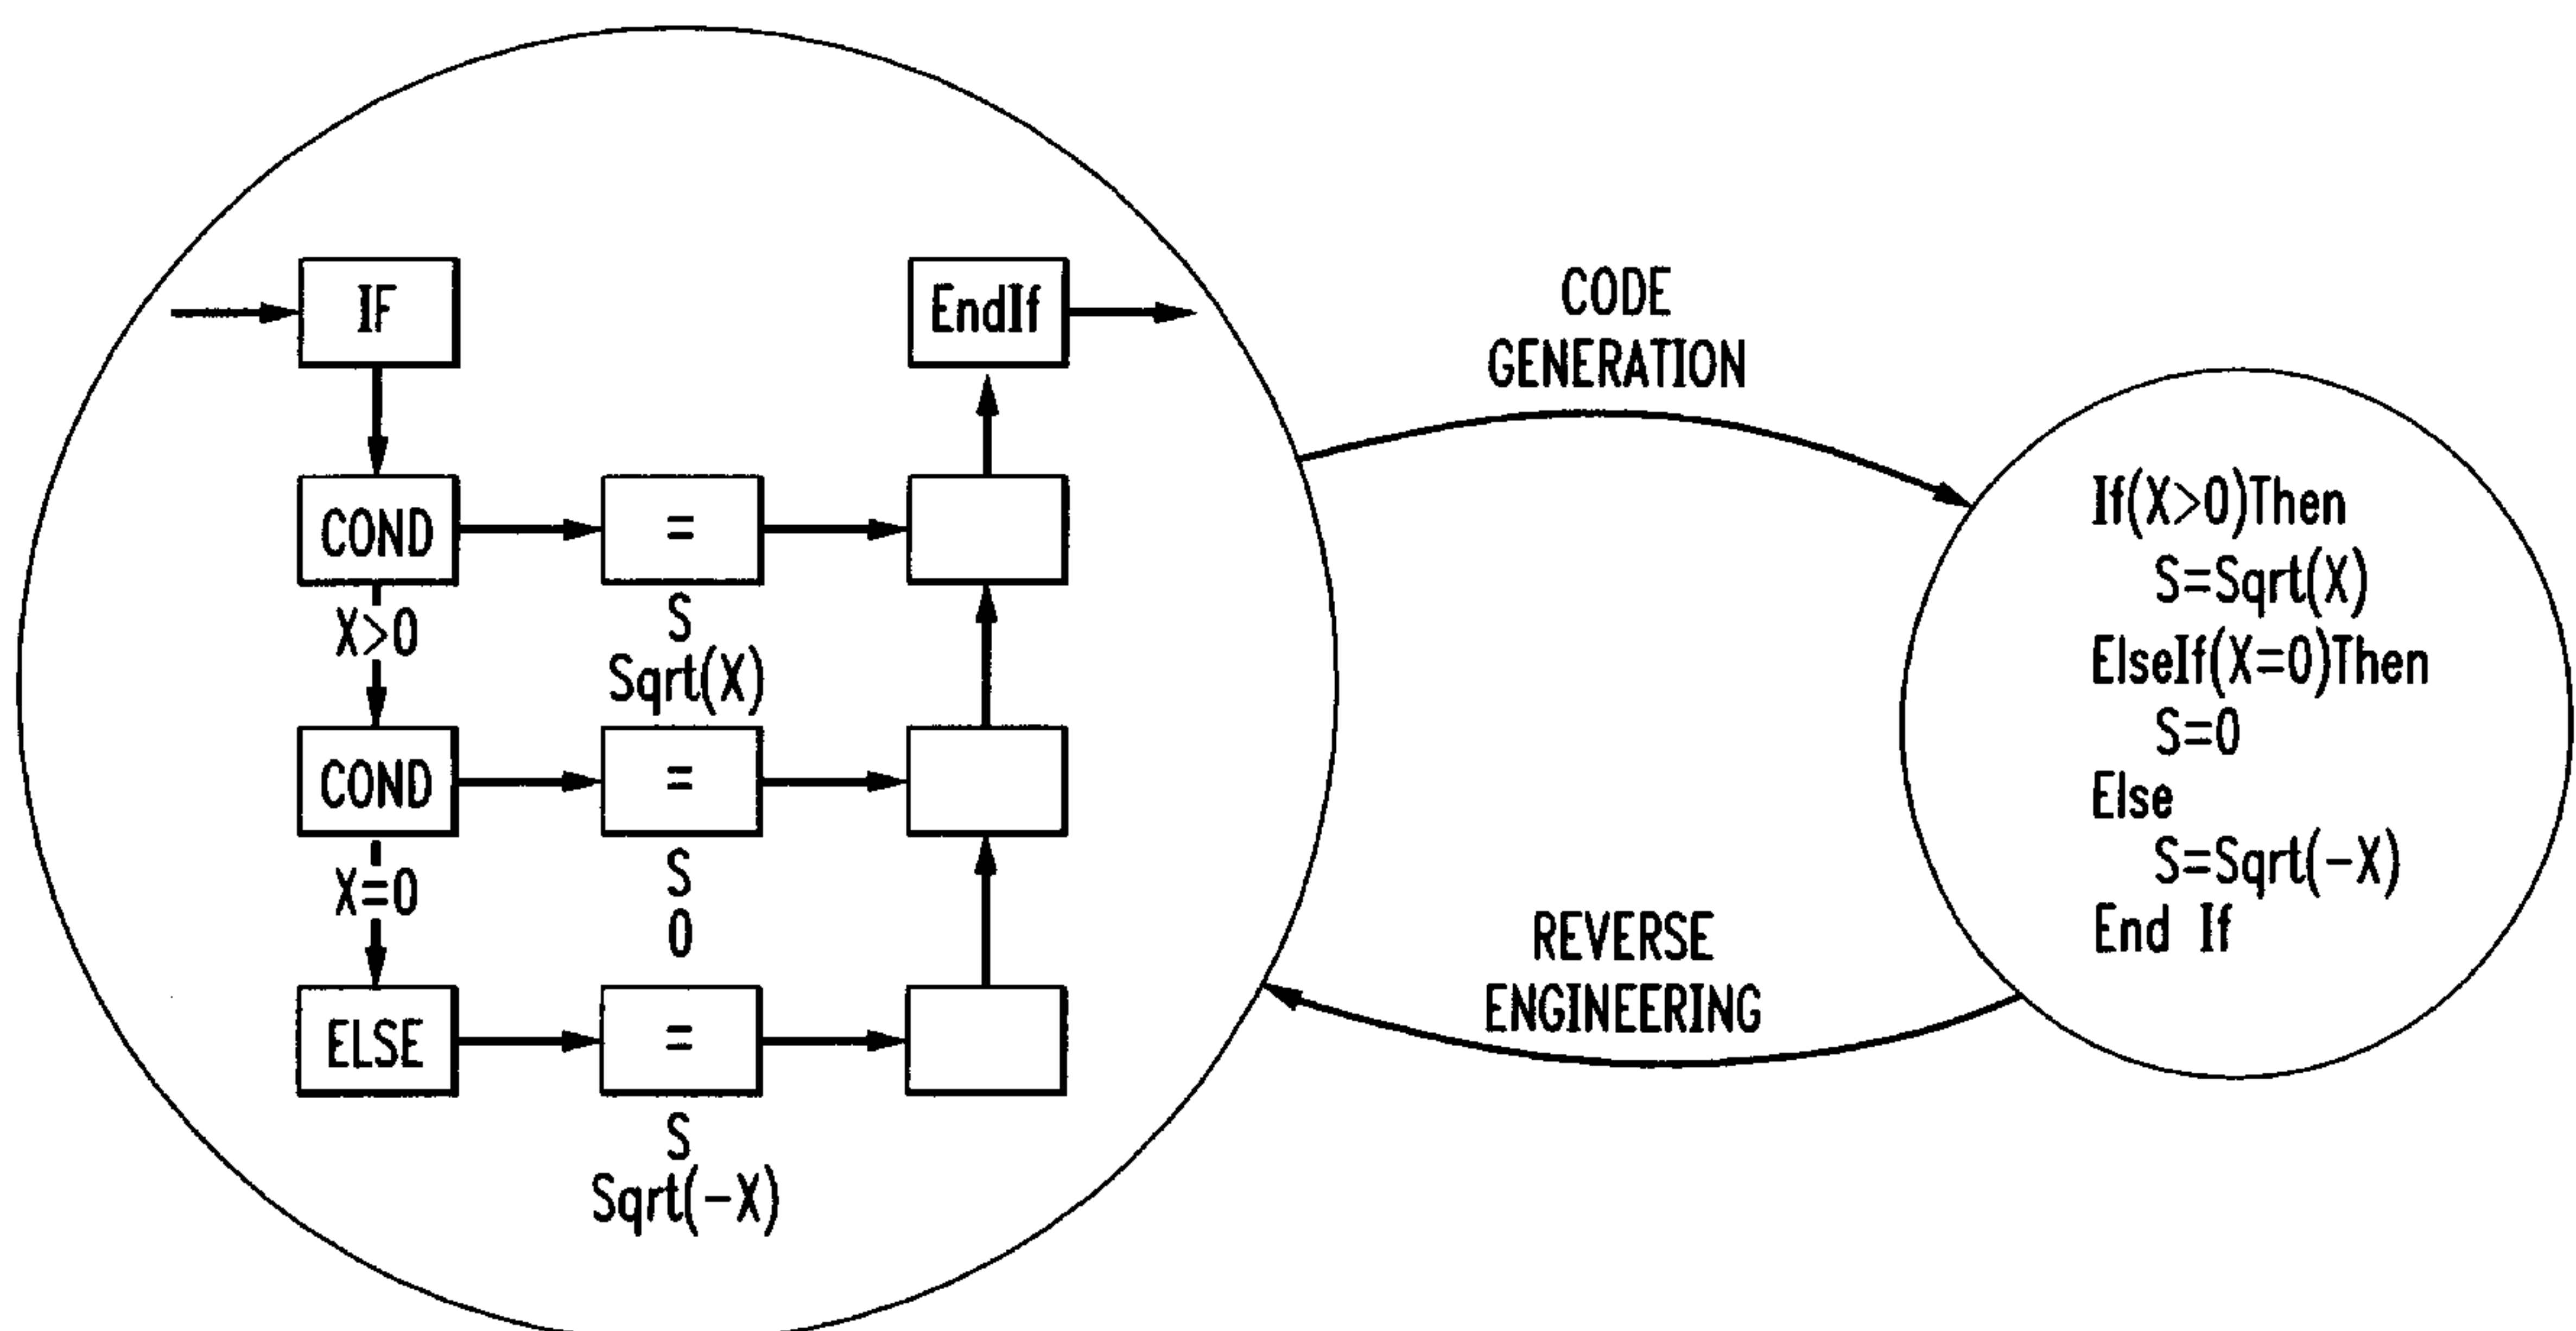 IF
EndIf
COND
=
X>0
S
Sqrt(X)
COND
=
X=0
S
0
ELSE
=
S
Sqrt(-X)
CODE
GENERATION
REVERSE
ENGINEERING
If(X>0)Then
S=Sqrt(X)
ElseIf(X=0)Then
S=0
Else
S=Sqrt(-X)
End If